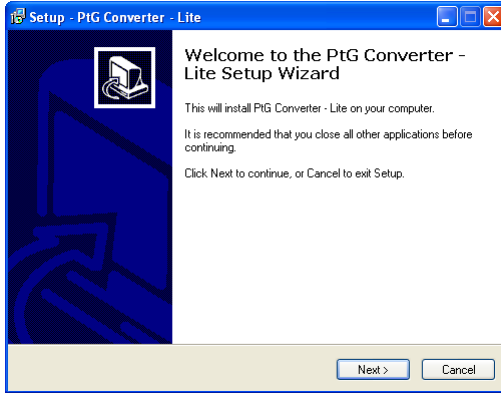 Setup - PtG Converter - Lite
Welcome to the PtG Converter -
Lite Setup Wizard
This will install PtG Converter - Lite on your computer.
It is recommended that you close all other applications before
continuing.
Click Next to continue, or Cancel to exit Setup.
Next >
Cancel